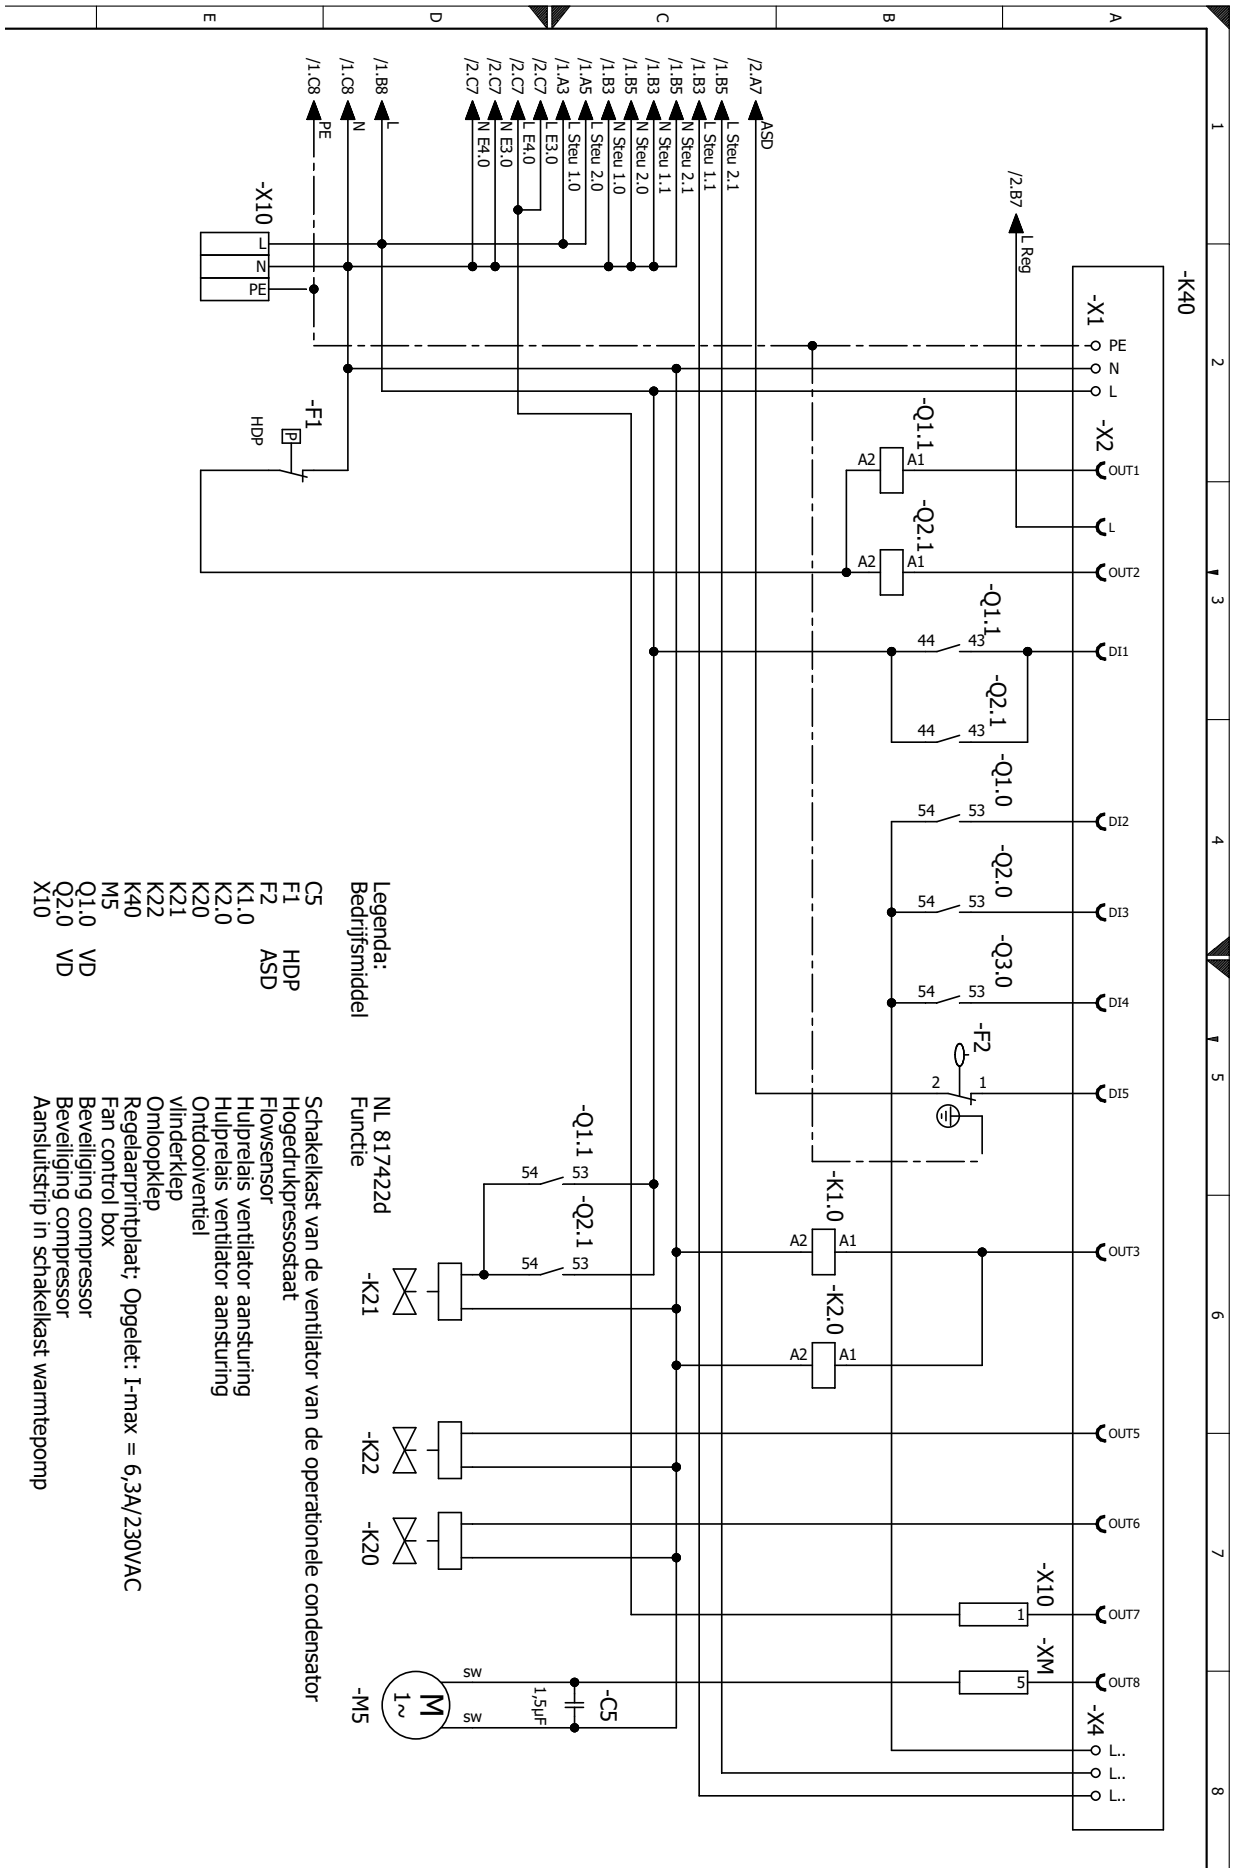 E
D
C
B
A
1
2
3
4
5
6
7
8
/1.C8
PE
/1.C8
N
/1.B8
L
/2.C7
N E4.0
/2.C7
N E3.0
/2.C7
L E4.0
/2.C7
L E3.0
/1.A3
L Steu 1.0
/1.A5
L Steu 2.0
/1.B3
N Steu 1.0
/1.B5
N Steu 2.0
/1.B3
N Steu 1.1
/1.B5
N Steu 2.1
/1.B3
L Steu 1.1
/1.B5
L Steu 2.1
/2.A7
ASD
/2.B7
L Reg
-K40
-X10
L
N
PE
-X1
PE
N
L
-X2
OUT1
L
OUT2
DI1
DI2
DI3
DI4
DI5
OUT3
OUT5
OUT6
OUT7
OUT8
-X4
L..
L..
L..
-F1
P
HDP
-Q1.1
A2 A1
-Q2.1
A2 A1
-Q1.1
44 43
-Q2.1
44 43
-Q1.0
54 53
-Q2.0
54 53
-Q3.0
54 53
-F2
2 1
-K1.0
A2 A1
-K2.0
A2 A1
-Q1.1
54 53
-Q2.1
54 53
-K21
-K22
-K20
-X10
1
-XM
5
-C5
1,5µF
sw
sw
M
1~
-M5
Legenda: NL 817422d
Bedrijfsmiddel Functie
C5 Schakelkast van de ventilator van de operationele condensator
F1 HDP Hogedrukpressostaat
F2 ASD Flowsensor
K1.0 Hulprelais ventilator aansturing
K2.0 Hulprelais ventilator aansturing
K20 Ontdooiventiel
K21 vlinderklep
K22 Omloopklep
K40 Regelaarprintplaat; Opgelet: I-max = 6,3A/230VAC
M5 Fan control box
Q1.0 VD Beveiliging compressor
Q2.0 VD Beveiliging compressor
X10 Aansluitstrip in schakelkast warmtepomp